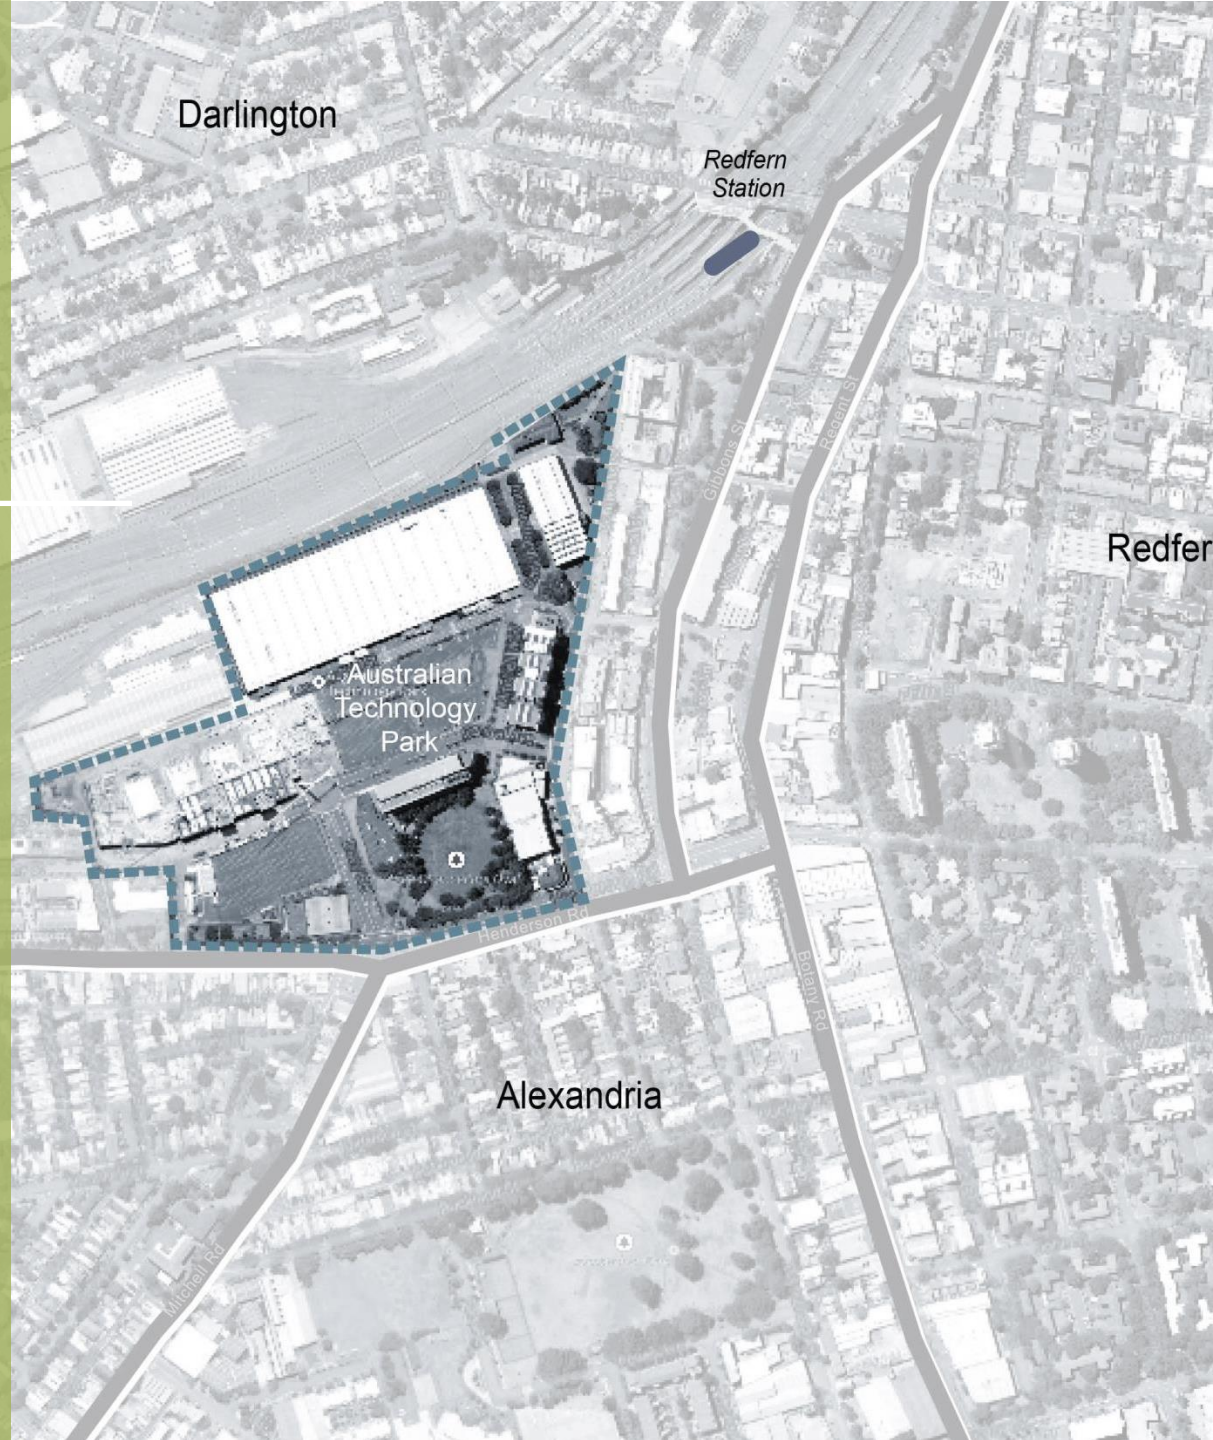 Darlington
Redfern
Station
Gibbons St
Regent St
Redfer
Australian
Technology
Park
Henderson Rd
Botany Rd
Alexandria
Mitchell Rd